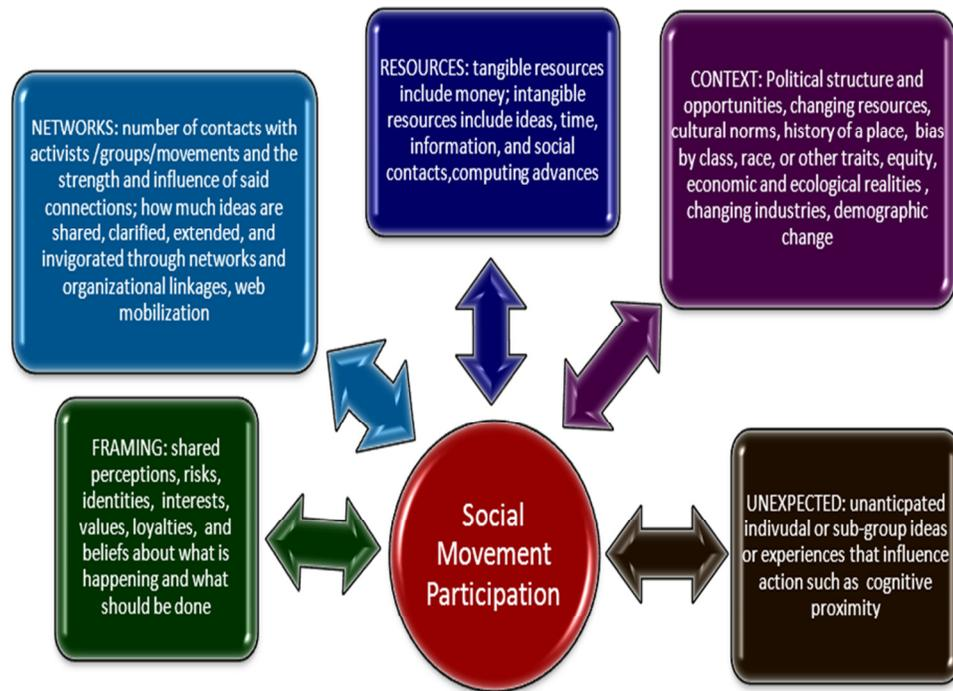 NETWORKS: number of contacts with
activists /groups/movements and the
strength and influence of said
connections; how much ideas are
shared, clarified, extended, and
invigorated through networks and
organizational linkages, web
mobilization
RESOURCES: tangible resources
include money; intangible
resources include ideas, time,
information, and social
contacts,computing advances
CONTEXT: Political structure and
opportunities, changing resources,
cultural norms, history of a place, bias
by class, race, or other traits, equity,
economic and ecological realities ,
changing industries, demographic
change
FRAMING: shared
perceptions, risks,
identities, interests,
values, loyalties, and
beliefs about what is
happening and what
should be done
Social
Movement
Participation
UNEXPECTED: unanticpated
indivudal or sub-group ideas
or experiences that influence
action such as cognitive
proximity